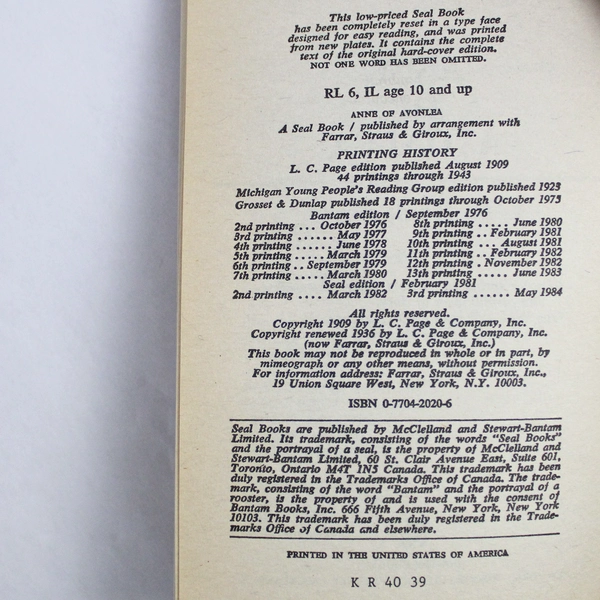 This low-priced Seal Book
has been completely reset in a type face
designed for easy reading, and was printed
from new plates. It contains the complete
text of the original hard-cover edition.
NOT ONE WORD HAS BEEN OMITTED.
RL 6, IL age 10 and up
ANNE OF AVONLEA
A Seal Book / published by arrangement with
Farrar, Straus & Giroux, Inc.
PRINTING HISTORY
L. C. Page edition published August 1909
44 printings through 1943
Michigan Young People's Reading Group edition published 1923
Grosset & Dunlap published 18 printings through October 1973
Bantam edition / September 1976
2nd printing ... October 1976 8th printing ..... June 1980
3rd printing ...... May 1977 9th printing .. February 1981
4th printing ...... June 1978 10th printing ... August 1981
5th printing ..... March 1979 11th printing .. February 1982
6th printing .. September 1979 12th printing . November 1982
7th printing ..... March 1980 13th printing ..... June 1983
Seal edition / February 1981
2nd printing .... March 1982 3rd printing ...... May 1984
All rights reserved.
Copyright 1909 by L. C. Page & Company, Inc.
Copyright renewed 1936 by L. C. Page & Company, Inc.
(now Farrar, Straus & Giroux, Inc.)
This book may not be reproduced in whole or in part, by
mimeograph or any other means, without permission.
For information address: Farrar, Straus & Giroux, Inc.,
19 Union Square West, New York, N.Y. 10003.
ISBN 0-7704-2020-6
Seal Books are published by McClelland and Stewart-Bantam
Limited. Its trademark, consisting of the words "Seal Books"
and the portrayal of a seal, is the property of McClelland and
Stewart-Bantam Limited, 60 St. Clair Avenue East, Suite 601,
Toronto, Ontario M4T 1N5 Canada. This trademark has been
duly registered in the Trademarks Office of Canada. The trade-
mark, consisting of the word "Bantam" and the portrayal of a
rooster, is the property of and is used with the consent of
Bantam Books, Inc. 666 Fifth Avenue, New York, New York
10103. This trademark has been duly registered in the Trade-
marks Office of Canada and elsewhere.
PRINTED IN THE UNITED STATES OF AMERICA
K R 40 39